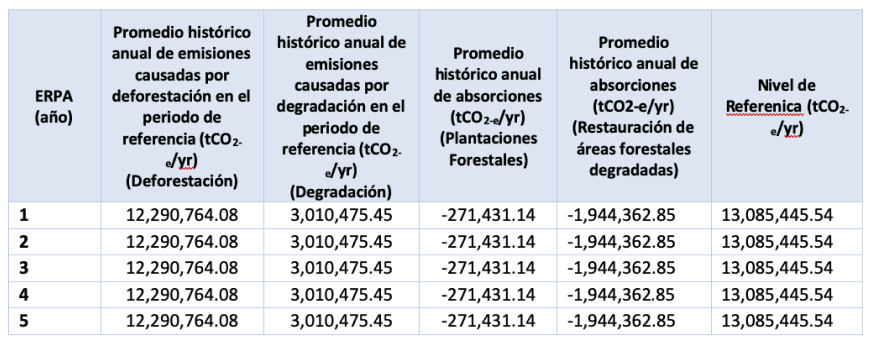 ERPA
(año)
Promedio histórico
anual de emisiones
causadas por
deforestación en el
periodo de
referencia (tCO₂-
e/yr)
(Deforestación)
Promedio
histórico anual de
emisiones
causadas por
degradación en el
periodo de
referencia (tCO₂-
e/yr)
(Degradación)
Promedio
histórico anual
de absorciones
(tCO₂-e/yr)
(Plantaciones
Forestales)
Promedio
histórico anual de
absorciones
(tCO2-e/yr)
(Restauración de
áreas forestales
degradadas)
Nivel de
Referenica (tCO₂-
e/yr)
1 12,290,764.08 3,010,475.45 -271,431.14 -1,944,362.85 13,085,445.54
2 12,290,764.08 3,010,475.45 -271,431.14 -1,944,362.85 13,085,445.54
3 12,290,764.08 3,010,475.45 -271,431.14 -1,944,362.85 13,085,445.54
4 12,290,764.08 3,010,475.45 -271,431.14 -1,944,362.85 13,085,445.54
5 12,290,764.08 3,010,475.45 -271,431.14 -1,944,362.85 13,085,445.54